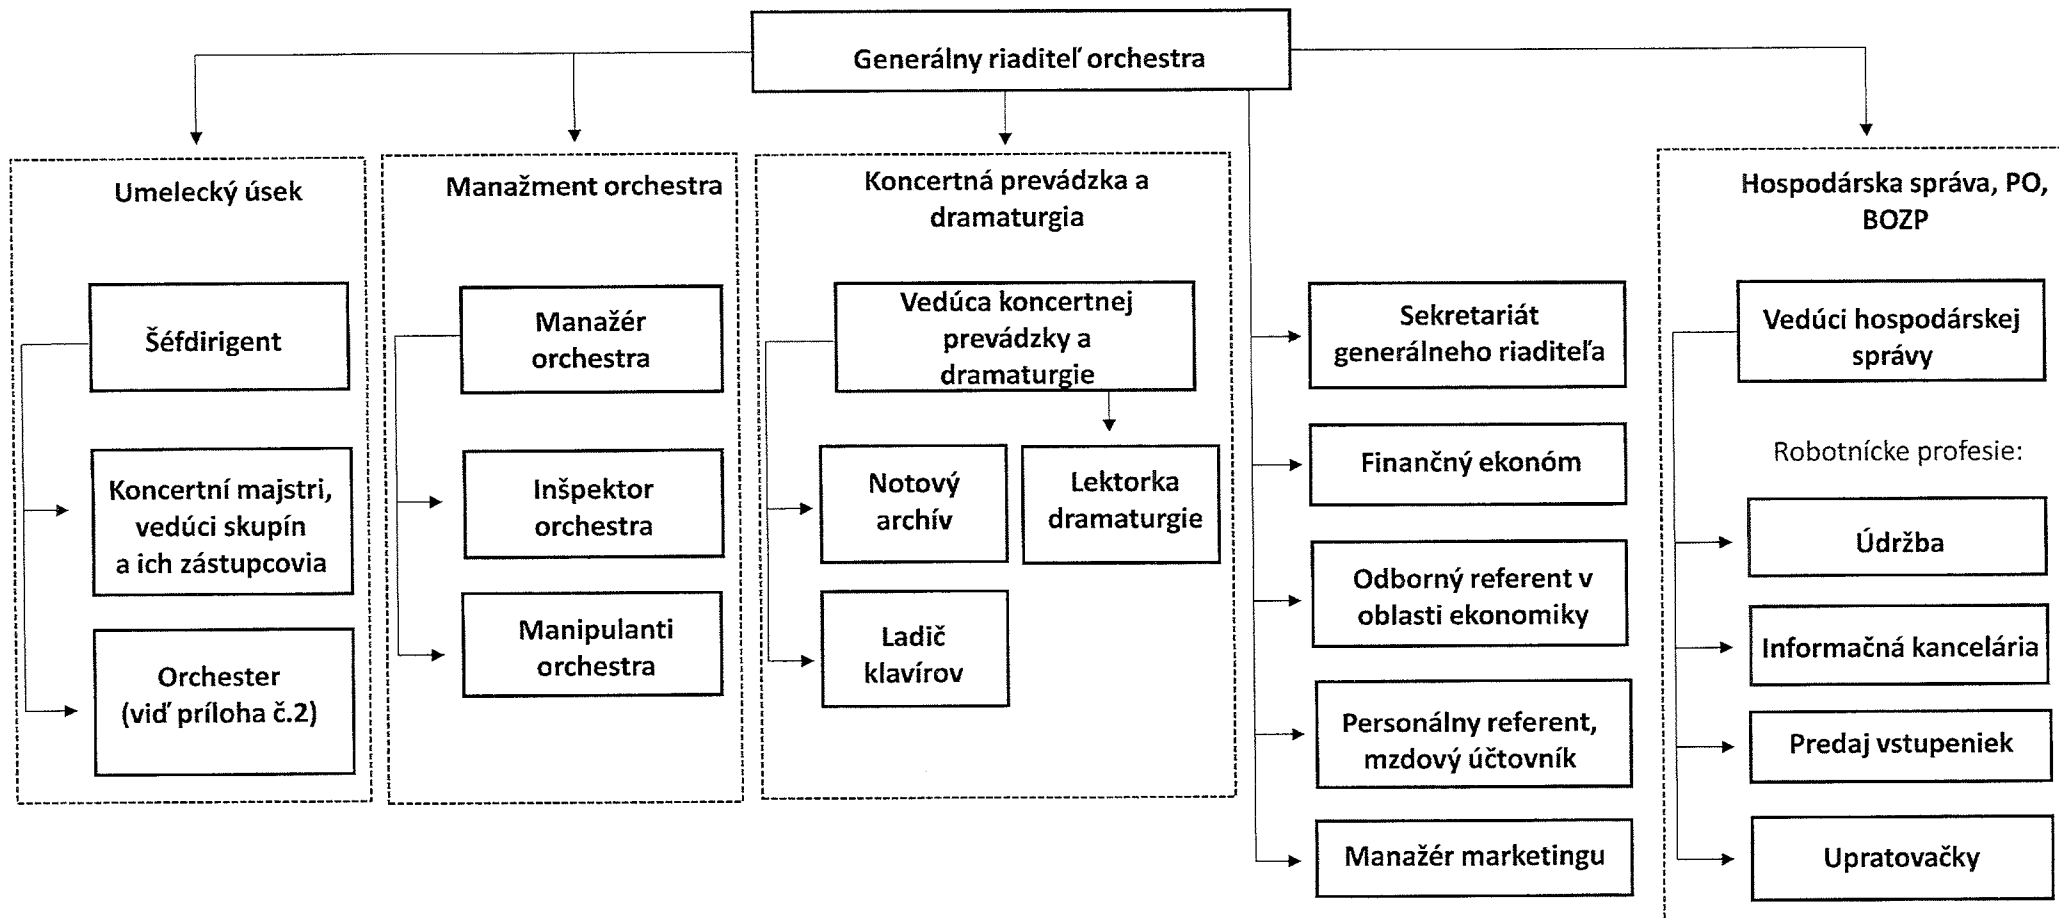 Generálny riaditeľ orchestra
Umelecký úsek
Šéfdirigent
Koncertní majstri,
vedúci skupín
a ich zástupcovia
Orchester
(viď príloha č.2)
Manažment orchestra
Manažér
orchestra
Inšpektor
orchestra
Manipulanti
orchestra
Koncertná prevádzka a
dramaturgia
Vedúca koncertnej
prevádzky a
dramaturgie
Notový
archív
Lektorka
dramaturgie
Ladič
klavírov
Sekretariát
generálneho riaditeľa
Finančný ekonóm
Odborný referent v
oblasti ekonomiky
Personálny referent,
mzdový účtovník
Manažér marketingu
Hospodárska správa, PO,
BOZP
Vedúci hospodárskej
správy
Robotnícke profesie:
Údržba
Informačná kancelária
Predaj vstupeniek
Upratovačky